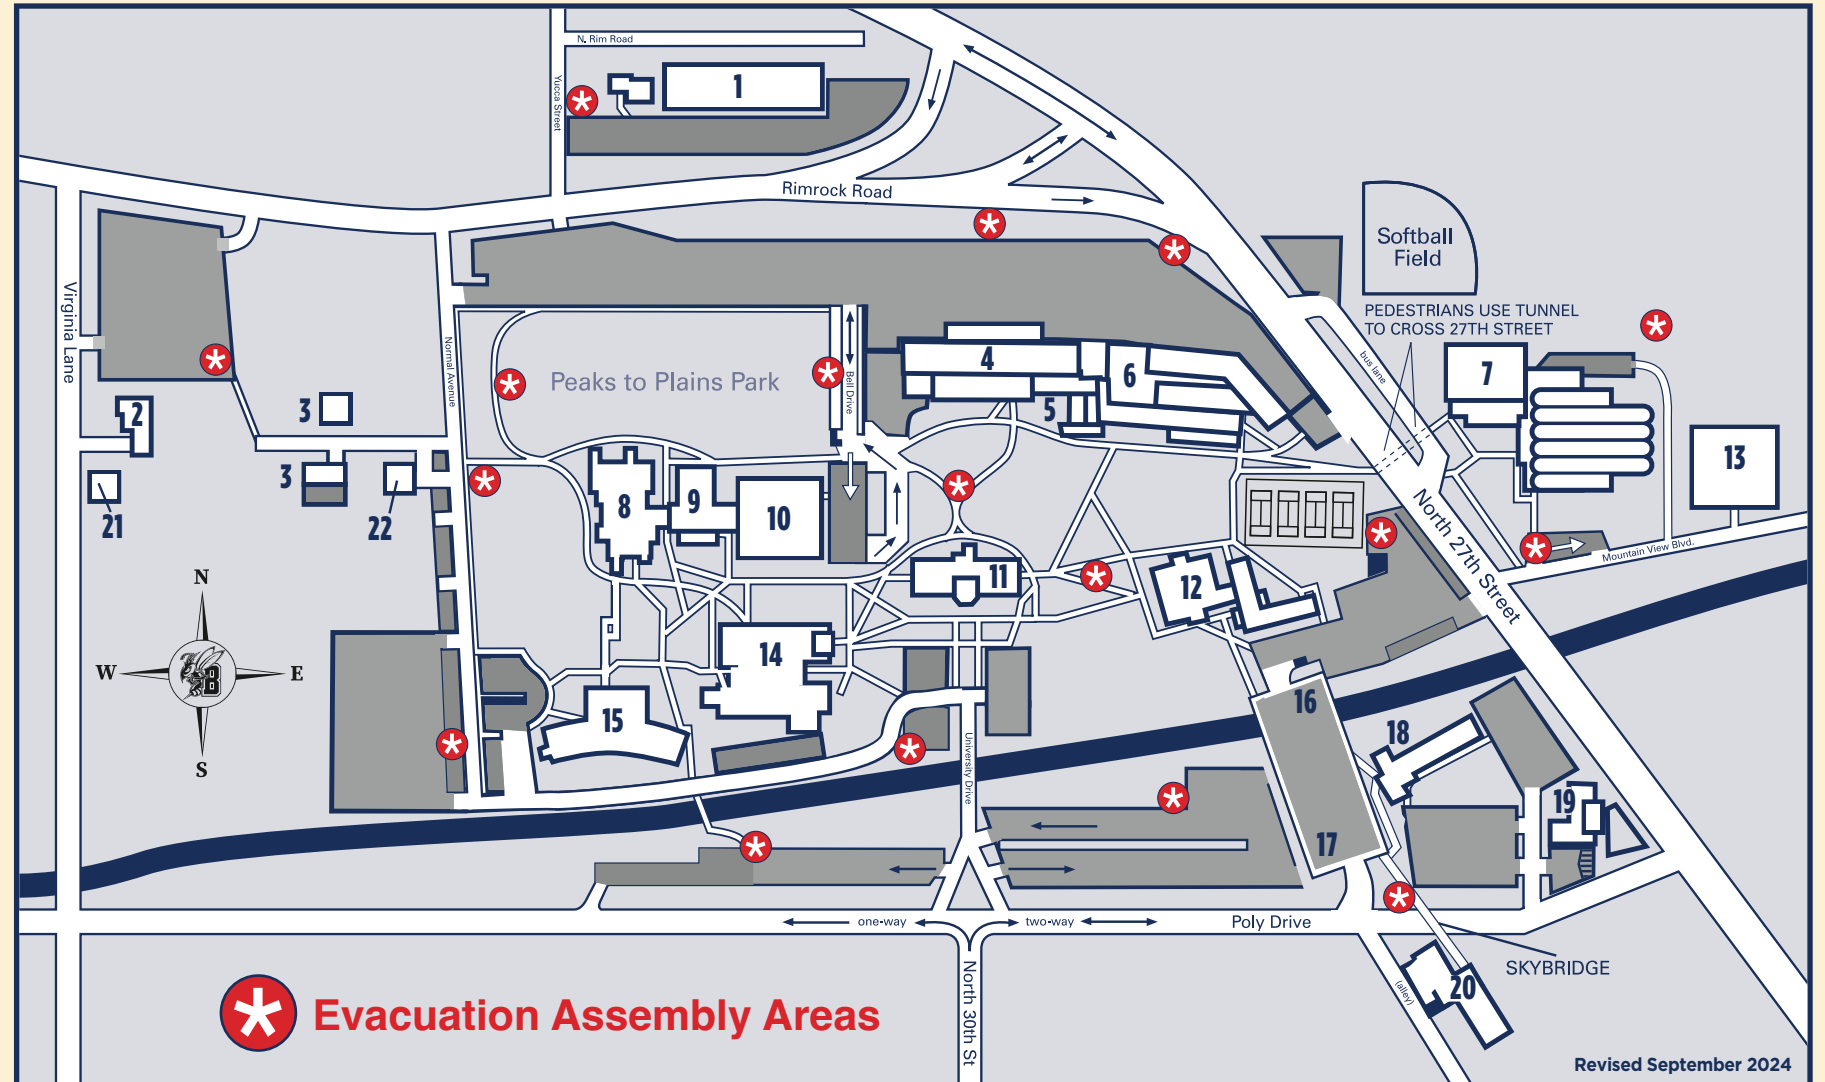 N. Rim Road
Yucca Street
1
Rimrock Road
Softball
Field
PEDESTRIANS USE TUNNEL
TO CROSS 27TH STREET
Virginia Lane
Normal Avenue
Peaks to Plains Park
Bell Drive
4
6
5
bus lane
7
2
3
3
22
21
8
9
10
13
North 27th Street
Mountain View Blvd.
11
12
N
W
E
S
B
14
15
16
18
University Drive
19
17
one-way
two-way
Poly Drive
SKYBRIDGE
20
(alley)
North 30th St
Evacuation Assembly Areas
Revised September 2024